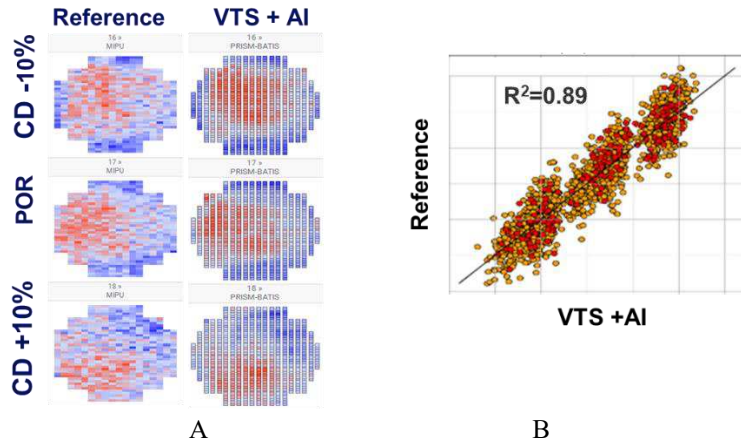 Reference VTS + AI
CD -10%
16 »
MIPU
16 »
PRISM-BATIS
POR
17 »
MIPU
17 »
PRISM-BATIS
CD +10%
18 »
MIPU
18 »
PRISM-BATIS
A
R²=0.89
Reference
VTS +AI
B